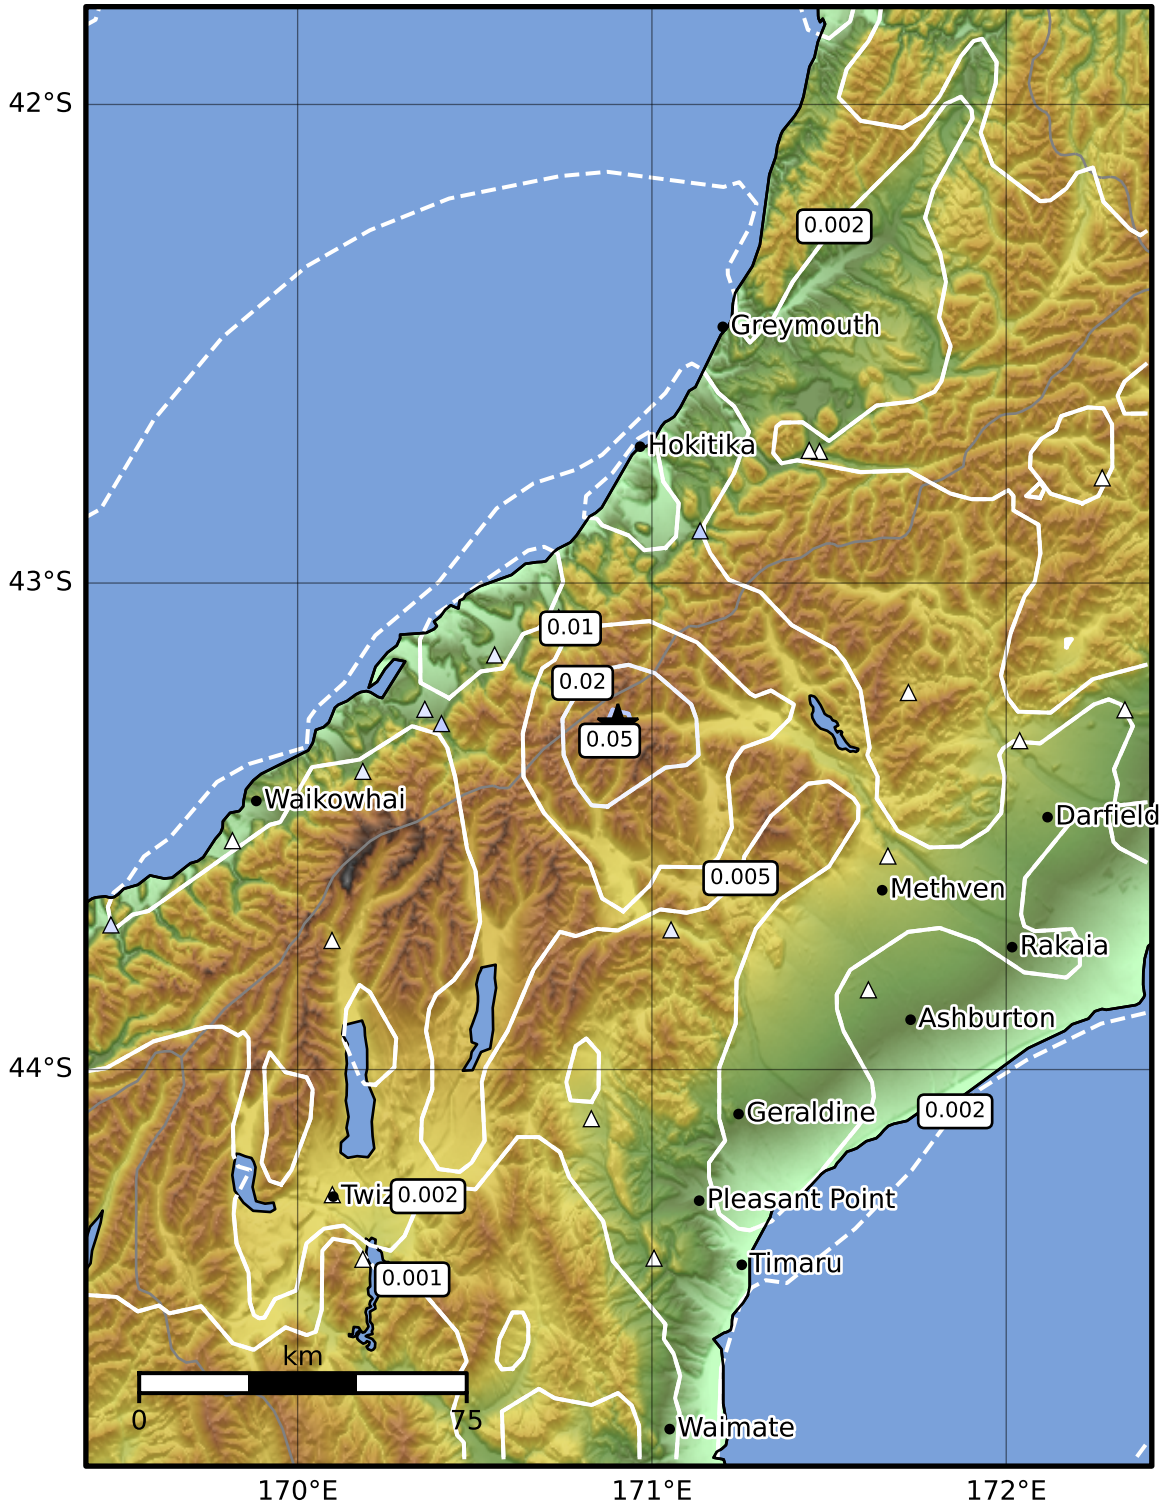 42°S
0.002
Greymouth
Hokitika
43°S
0.01
0.02
0.05
Waikowhai
Darfield
0.005
Methven
Rakaia
Ashburton
44°S
0.002
Geraldine
Twiz
0.002
Pleasant Point
Timaru
0.001
km
0 75
Waimate
170°E 171°E 172°E